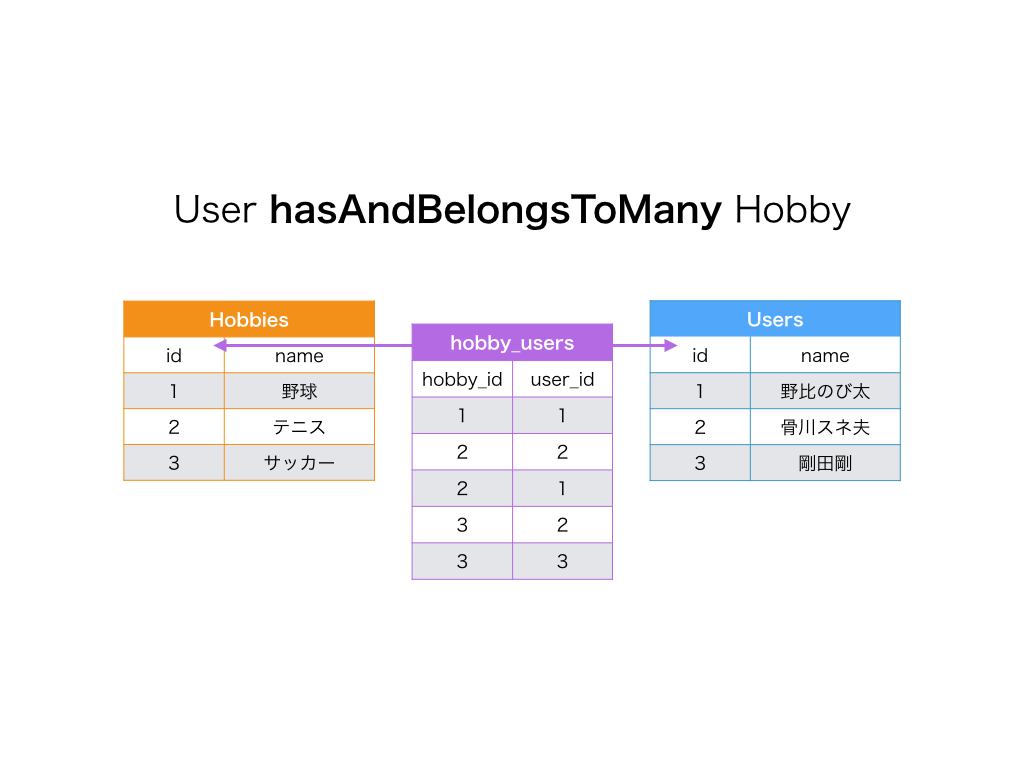 User hasAndBelongsToMany Hobby
Hobbies
id name
1 野球
2 テニス
3 サッカー
hobby_users
hobby_id user_id
1 1
2 2
2 1
3 2
3 3
Users
id name
1 野比のび太
2 骨川スネ夫
3 剛田剛